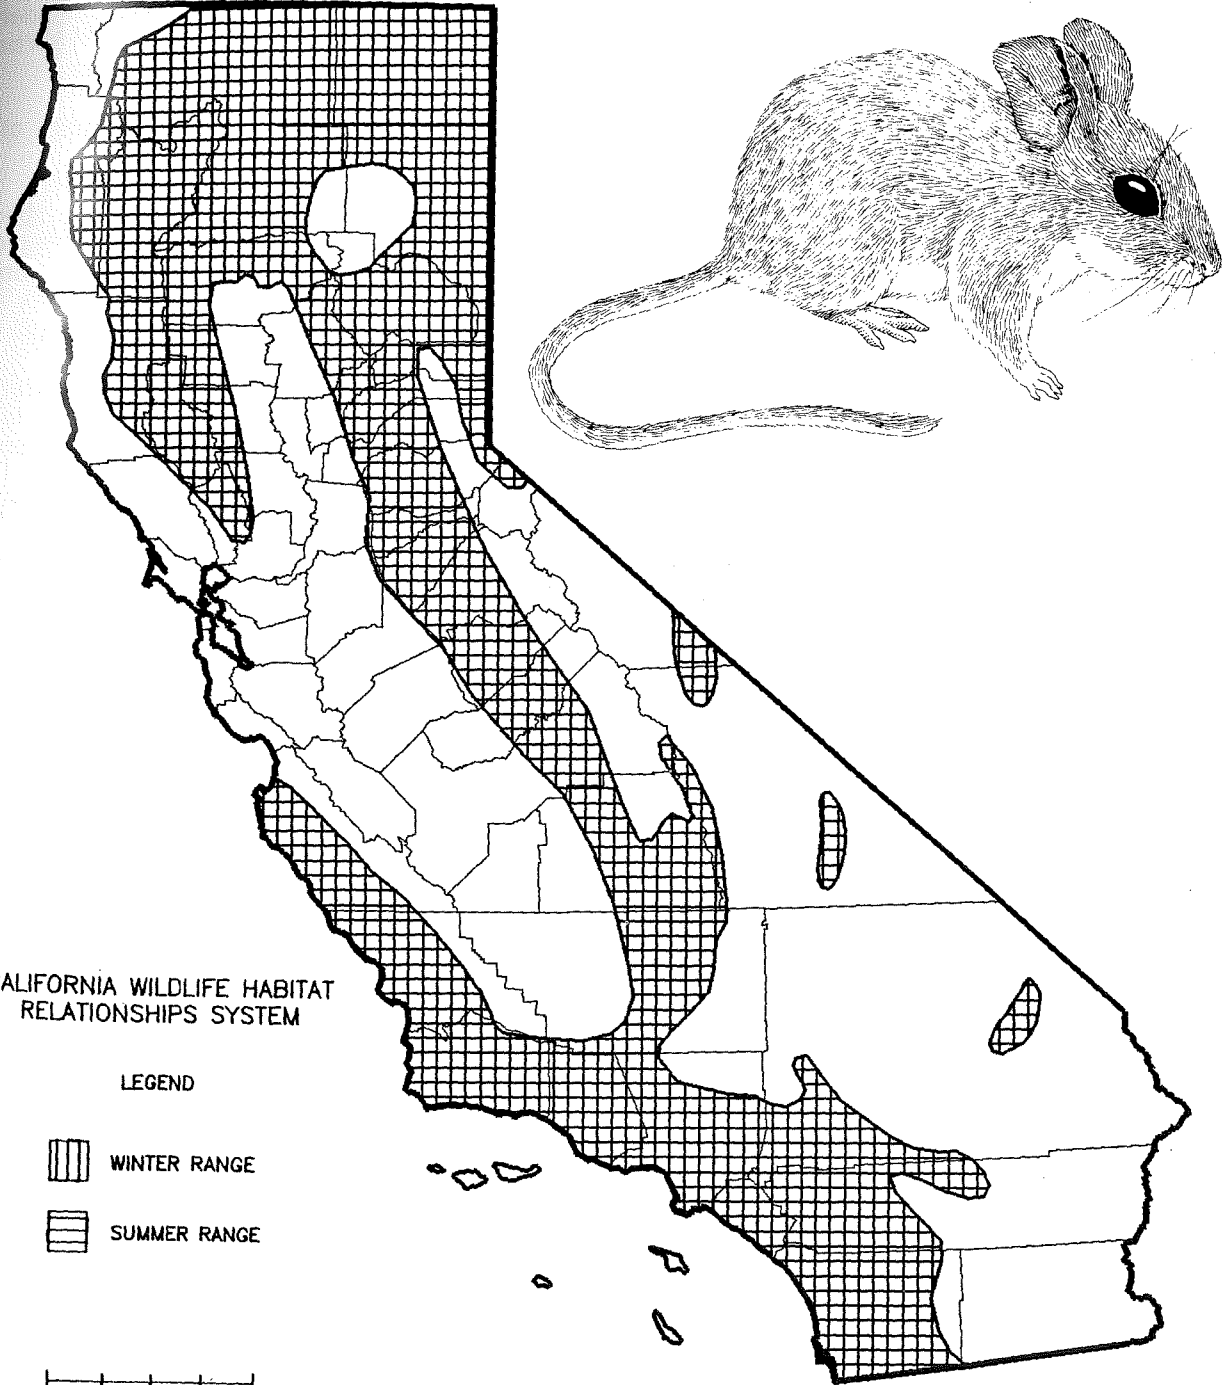 ALIFORNIA WILDLIFE HABITAT
RELATIONSHIPS SYSTEM
LEGEND
WINTER RANGE
SUMMER RANGE